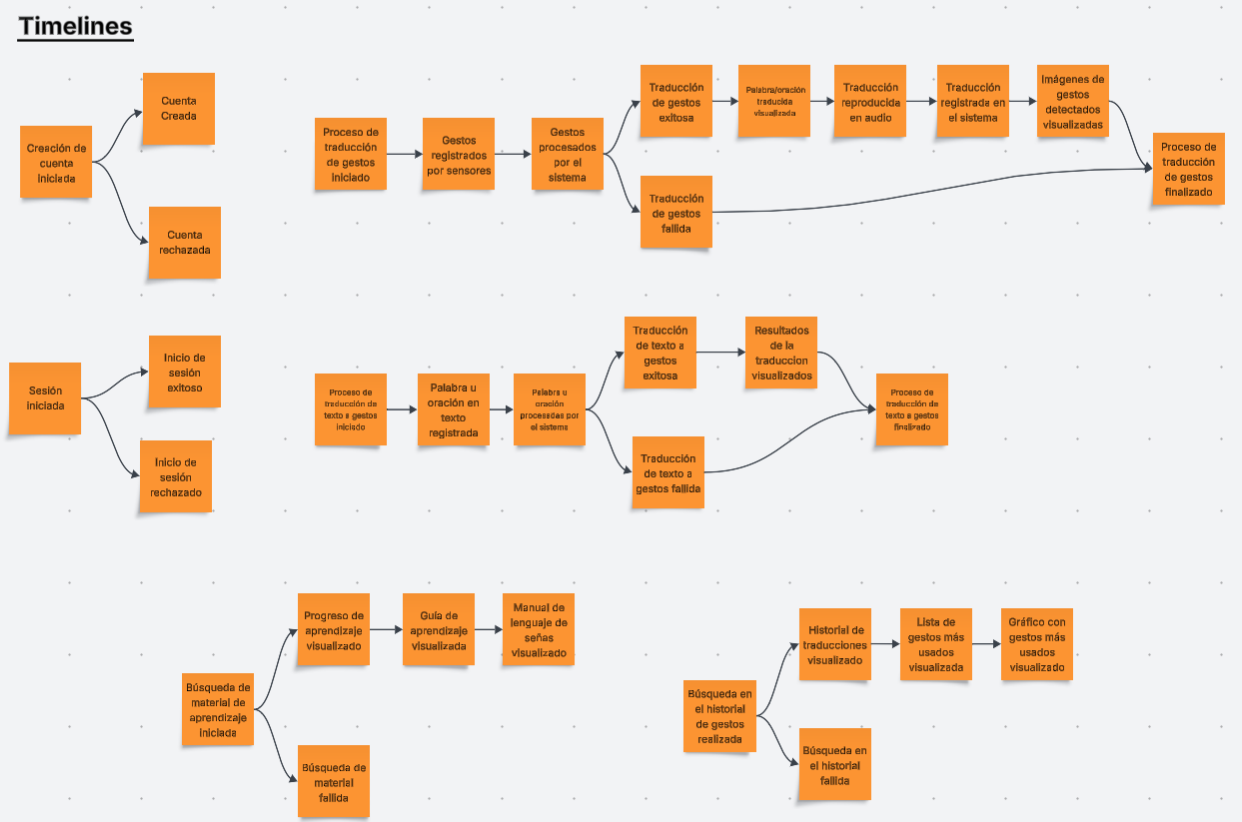 Timelines
Creación de
cuenta
iniciada
Cuenta
Creada
Cuenta
rechazada
Proceso de
traducción
de gestos
iniciado
Gestos
registrados
por sensores
Gestos
procesados
por el
sistema
Traducción
de gestos
exitosa
Palabra/oración
traducida
visualizada
Traducción
reproducida
en audio
Traducción
registrada en
el sistema
Imágenes de
gestos
detectados
visualizadas
Traducción
de gestos
fallida
Proceso de
traducción
de gestos
finalizado
Sesión
iniciada
Inicio de
sesión
exitoso
Inicio de
sesión
rechazado
Proceso de
traducción de
texto a gestos
iniciado
Palabra u
oración en
texto
registrada
Palabra u
oración
procesadas por
el sistema
Traducción
de texto a
gestos
exitosa
Resultados
de la
traduccion
visualizados
Traducción
de texto a
gestos fallida
Proceso de
traducción de
texto a gestos
finalizado
Búsqueda de
material de
aprendizaje
iniciada
Progreso de
aprendizaje
visualizado
Guía de
aprendizaje
visualizada
Manual de
lenguaje de
señas
visualizado
Búsqueda de
material
fallida
Búsqueda en
el historial
de gestos
realizada
Historial de
traducciones
visualizado
Lista de
gestos más
usados
visualizada
Gráfico con
gestos más
usados
visualizado
Búsqueda en
el historial
fallida